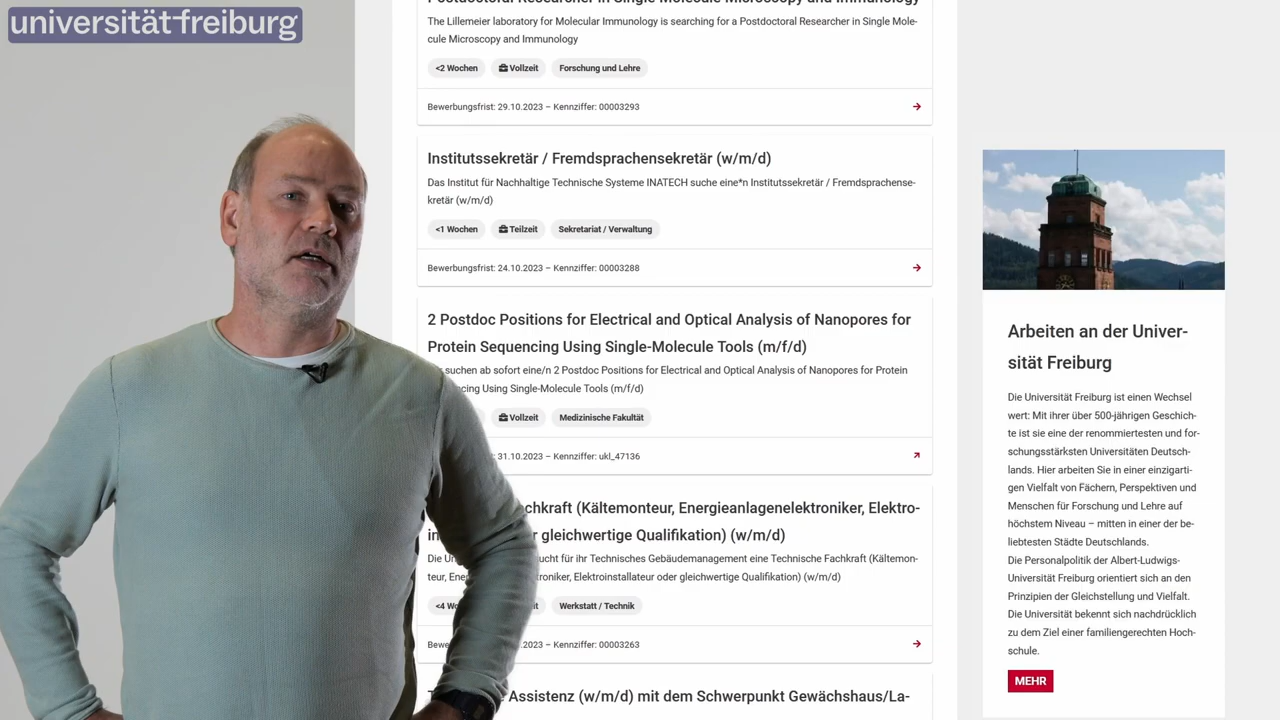 universität freiburg
Postdoctoral Researcher in Single Molecule Microscopy and Immunology
The Lillemeier laboratory for Molecular Immunology is searching for a Postdoctoral Researcher in Single Mole-
cule Microscopy and Immunology
<2 Wochen Vollzeit Forschung und Lehre
Bewerbungsfrist: 29.10.2023 – Kennziffer: 00003293
Institutssekretär / Fremdsprachensekretär (w/m/d)
Das Institut für Nachhaltige Technische Systeme INATECH suche eine*n Institutssekretär / Fremdsprachense-
kretär (w/m/d)
<1 Wochen Teilzeit Sekretariat / Verwaltung
Bewerbungsfrist: 24.10.2023 – Kennziffer: 00003288
2 Postdoc Positions for Electrical and Optical Analysis of Nanopores for
Protein Sequencing Using Single-Molecule Tools (m/f/d)
suchen ab sofort eine/n 2 Postdoc Positions for Electrical and Optical Analysis of Nanopores for Protein
Using Single-Molecule Tools (m/f/d)
Vollzeit Medizinische Fakultät
31.10.2023 – Kennziffer: ukl_47136
(Kältemonteur, Energieanlagenelektroniker, Elektro-
gleichwertige Qualifikation) (w/m/d)
Die für ihr Technisches Gebäudemanagement eine Technische Fachkraft (Kältemon-
teur, Elektroinstallateur oder gleichwertige Qualifikation) (w/m/d)
<4 Werkstatt / Technik
– Kennziffer: 00003263
Assistenz (w/m/d) mit dem Schwerpunkt Gewächshaus/La-
Arbeiten an der Univer-
sität Freiburg
Die Universität Freiburg ist einen Wechsel
wert: Mit ihrer über 500-jährigen Geschich-
te ist sie eine der renommiertesten und for-
schungsstärksten Universitäten Deutsch-
lands. Hier arbeiten Sie in einer einzigarti-
gen Vielfalt von Fächern, Perspektiven und
Menschen für Forschung und Lehre auf
höchstem Niveau – mitten in einer der be-
liebtesten Städte Deutschlands.
Die Personalpolitik der Albert-Ludwigs-
Universität Freiburg orientiert sich an den
Prinzipien der Gleichstellung und Vielfalt.
Die Universität bekennt sich nachdrücklich
zu dem Ziel einer familiengerechten Hoch-
schule.
MEHR